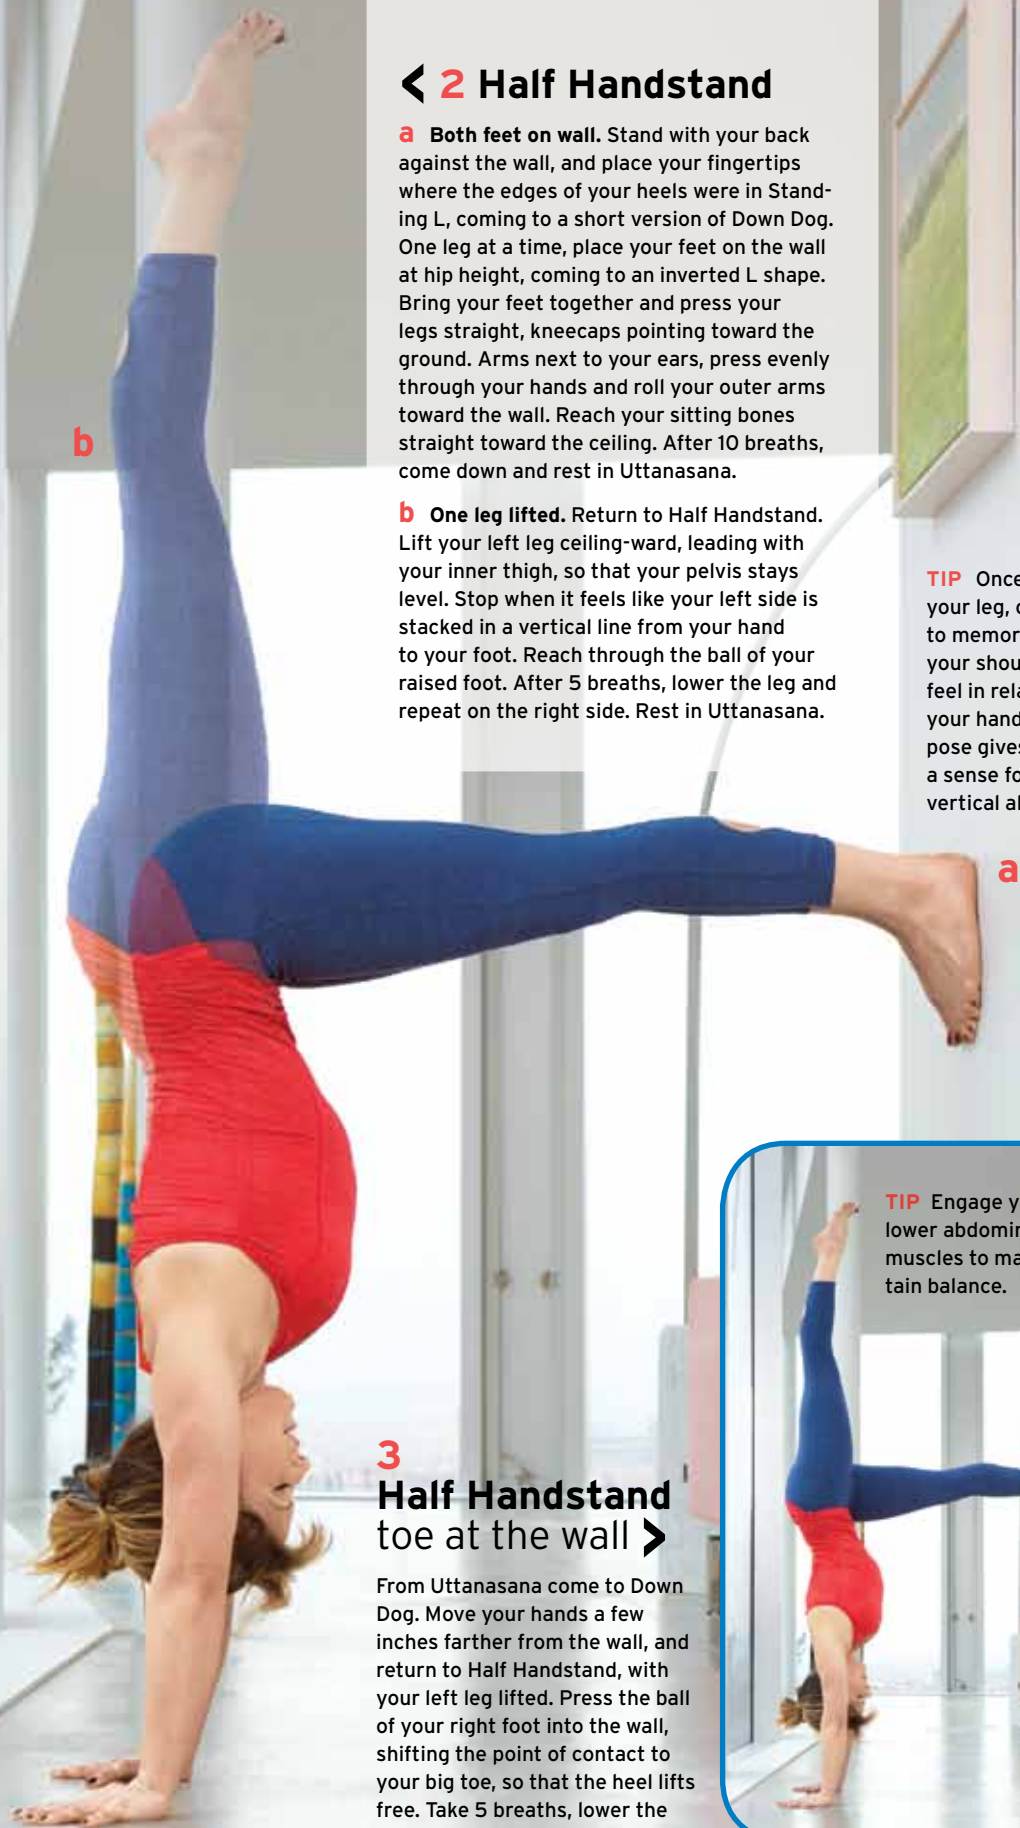 < 2 Half Handstand
a Both feet on wall. Stand with your back
against the wall, and place your fingertips
where the edges of your heels were in Stand-
ing L, coming to a short version of Down Dog.
One leg at a time, place your feet on the wall
at hip height, coming to an inverted L shape.
Bring your feet together and press your
legs straight, kneecaps pointing toward the
ground. Arms next to your ears, press evenly
through your hands and roll your outer arms
toward the wall. Reach your sitting bones
straight toward the ceiling. After 10 breaths,
come down and rest in Uttanasana.
b One leg lifted. Return to Half Handstand.
Lift your left leg ceiling-ward, leading with
your inner thigh, so that your pelvis stays
level. Stop when it feels like your left side is
stacked in a vertical line from your hand
to your foot. Reach through the ball of your
raised foot. After 5 breaths, lower the leg and
repeat on the right side. Rest in Uttanasana.
b
TIP Once
your leg,
to memor
your shou
feel in rela
your hand
pose gives
a sense fo
vertical al
a
TIP Engage y
lower abdomin
muscles to ma
tain balance.
3
Half Handstand
toe at the wall >
From Uttanasana come to Down
Dog. Move your hands a few
inches farther from the wall, and
return to Half Handstand, with
your left leg lifted. Press the ball
of your right foot into the wall,
shifting the point of contact to
your big toe, so that the heel lifts
free. Take 5 breaths, lower the